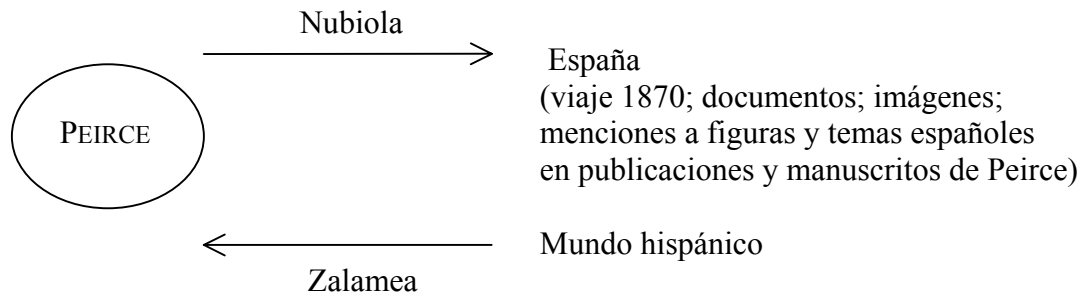 Nubiola
España
(viaje 1870; documentos; imágenes;
PEIRCE
menciones a figuras y temas españoles
en publicaciones y manuscritos de Peirce)
Mundo hispánico
Zalamea